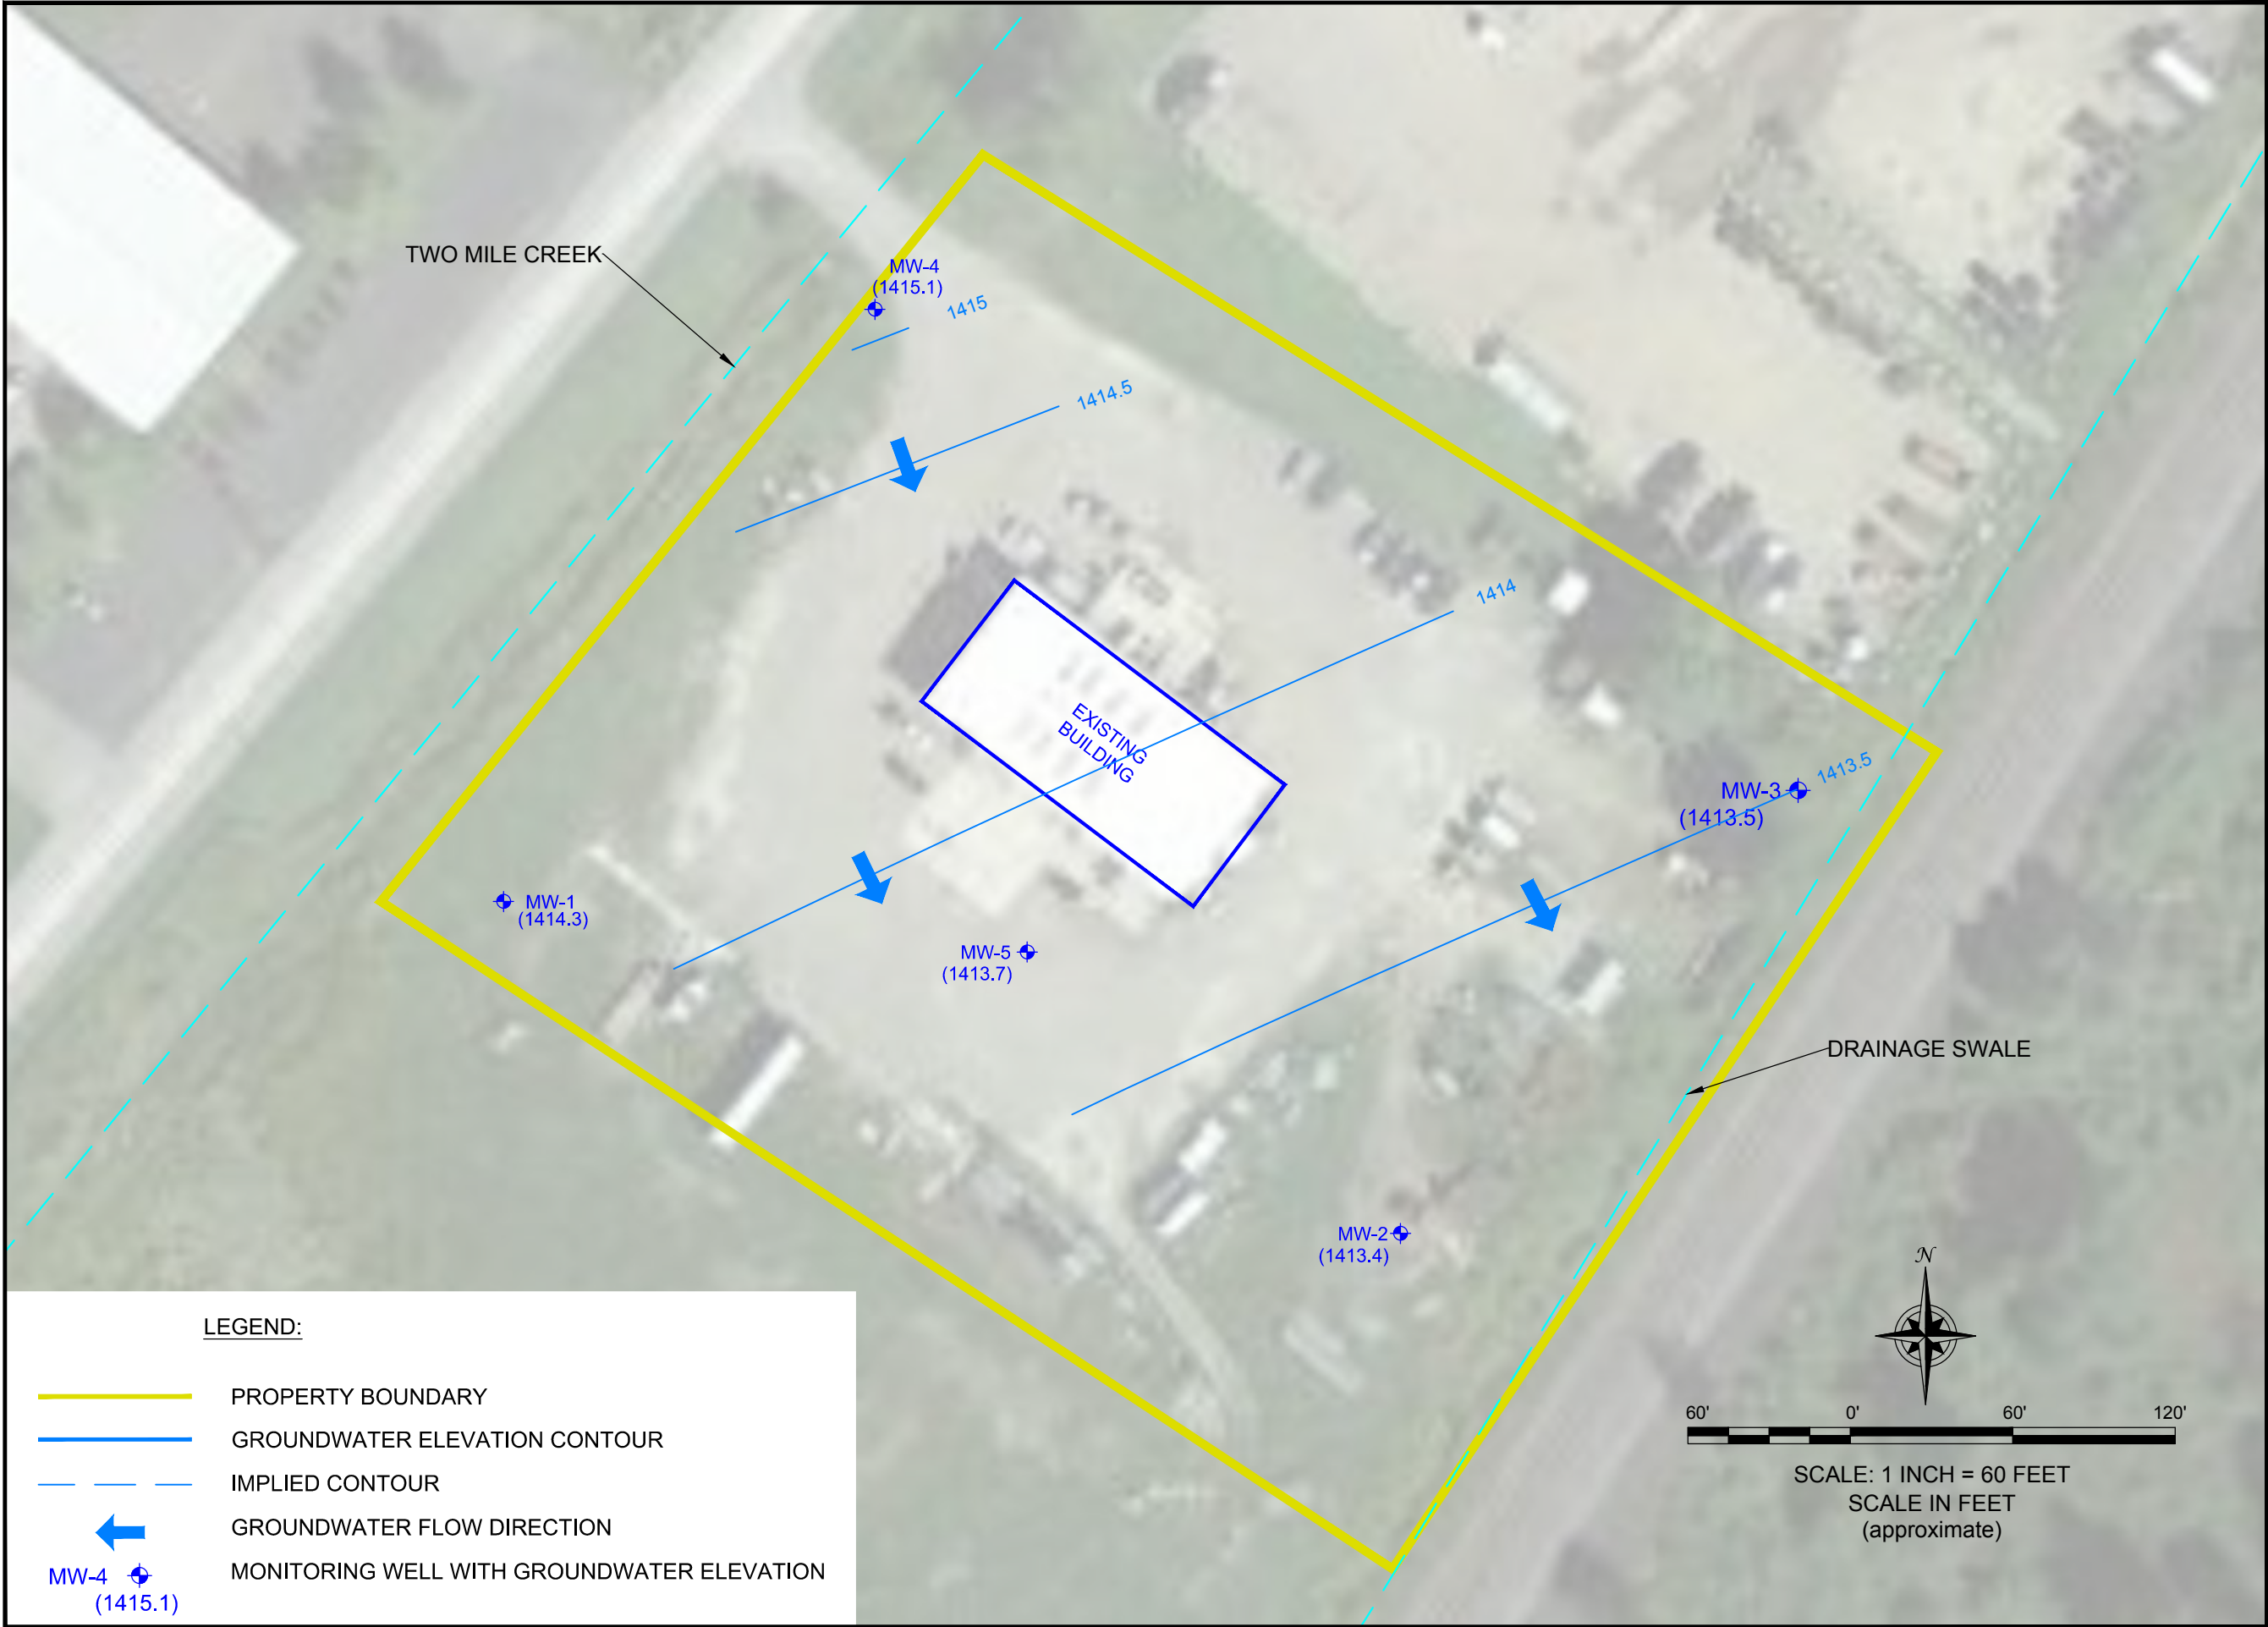 TWO MILE CREEK
MW-4
(1415.1)
1415
1414.5
1414
EXISTING
BUILDING
1413.5
MW-3
(1413.5)
MW-1
(1414.3)
MW-5
(1413.7)
DRAINAGE SWALE
MW-2
(1413.4)
N
60' 0' 60' 120'
SCALE: 1 INCH = 60 FEET
SCALE IN FEET
(approximate)
LEGEND:
PROPERTY BOUNDARY
GROUNDWATER ELEVATION CONTOUR
IMPLIED CONTOUR
GROUNDWATER FLOW DIRECTION
MW-4
(1415.1)
MONITORING WELL WITH GROUNDWATER ELEVATION